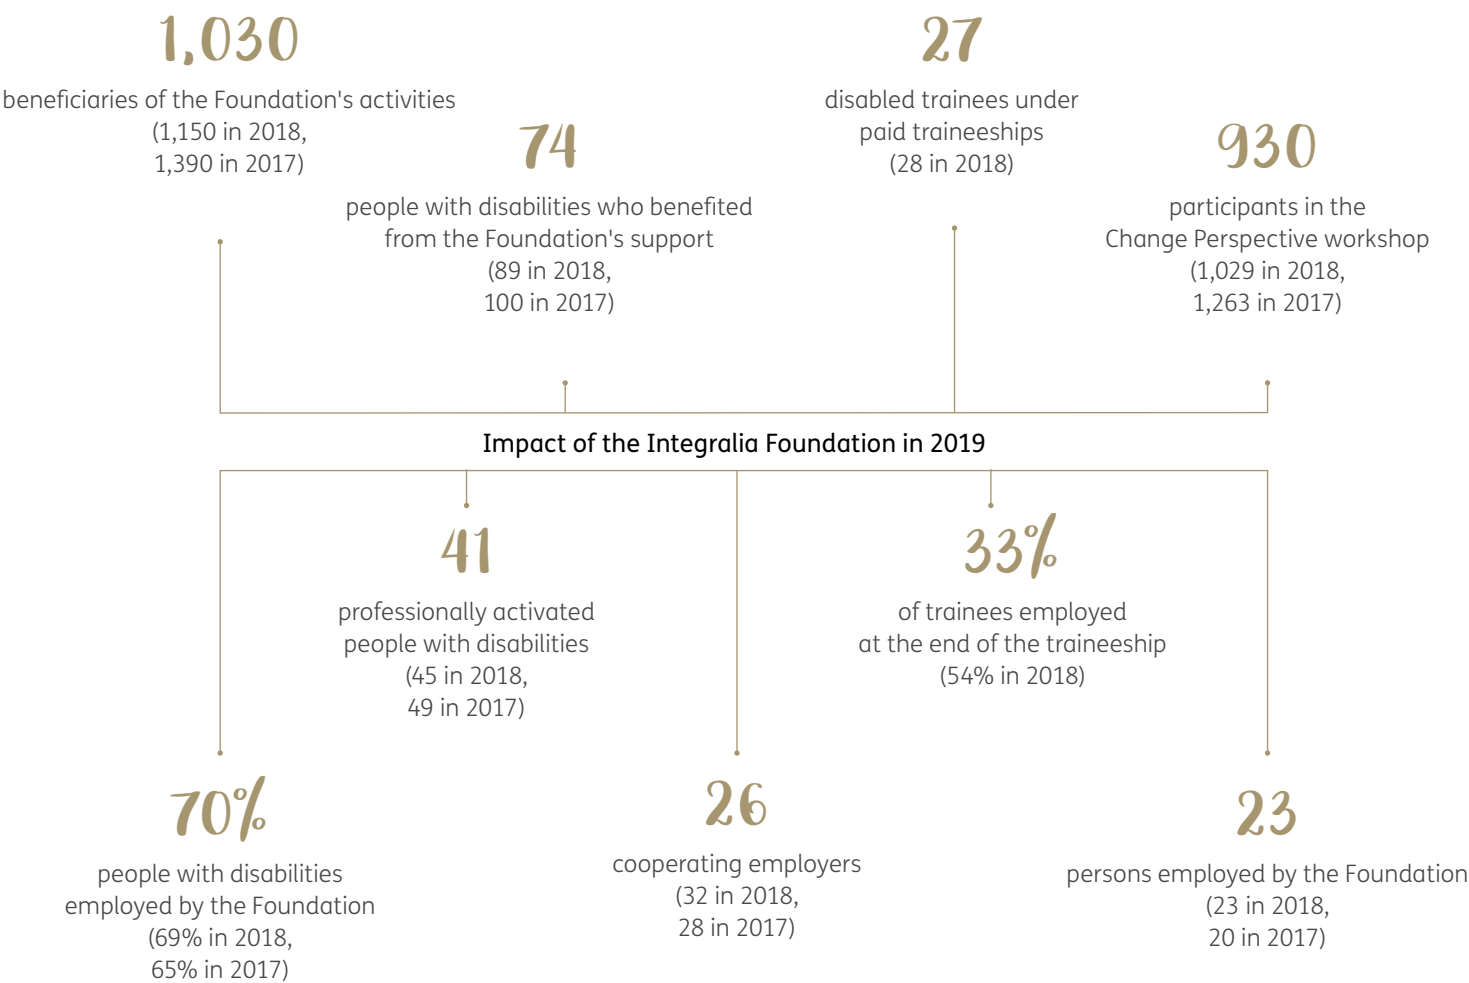 1,030
beneficiaries of the Foundation's activities
(1,150 in 2018,
1,390 in 2017)
74
people with disabilities who benefited
from the Foundation's support
(89 in 2018,
100 in 2017)
27
disabled trainees under
paid traineeships
(28 in 2018)
930
participants in the
Change Perspective workshop
(1,029 in 2018,
1,263 in 2017)
Impact of the Integralia Foundation in 2019
70%
people with disabilities
employed by the Foundation
(69% in 2018,
65% in 2017)
41
professionally activated
people with disabilities
(45 in 2018,
49 in 2017)
26
cooperating employers
(32 in 2018,
28 in 2017)
33%
of trainees employed
at the end of the traineeship
(54% in 2018)
23
persons employed by the Foundation
(23 in 2018,
20 in 2017)